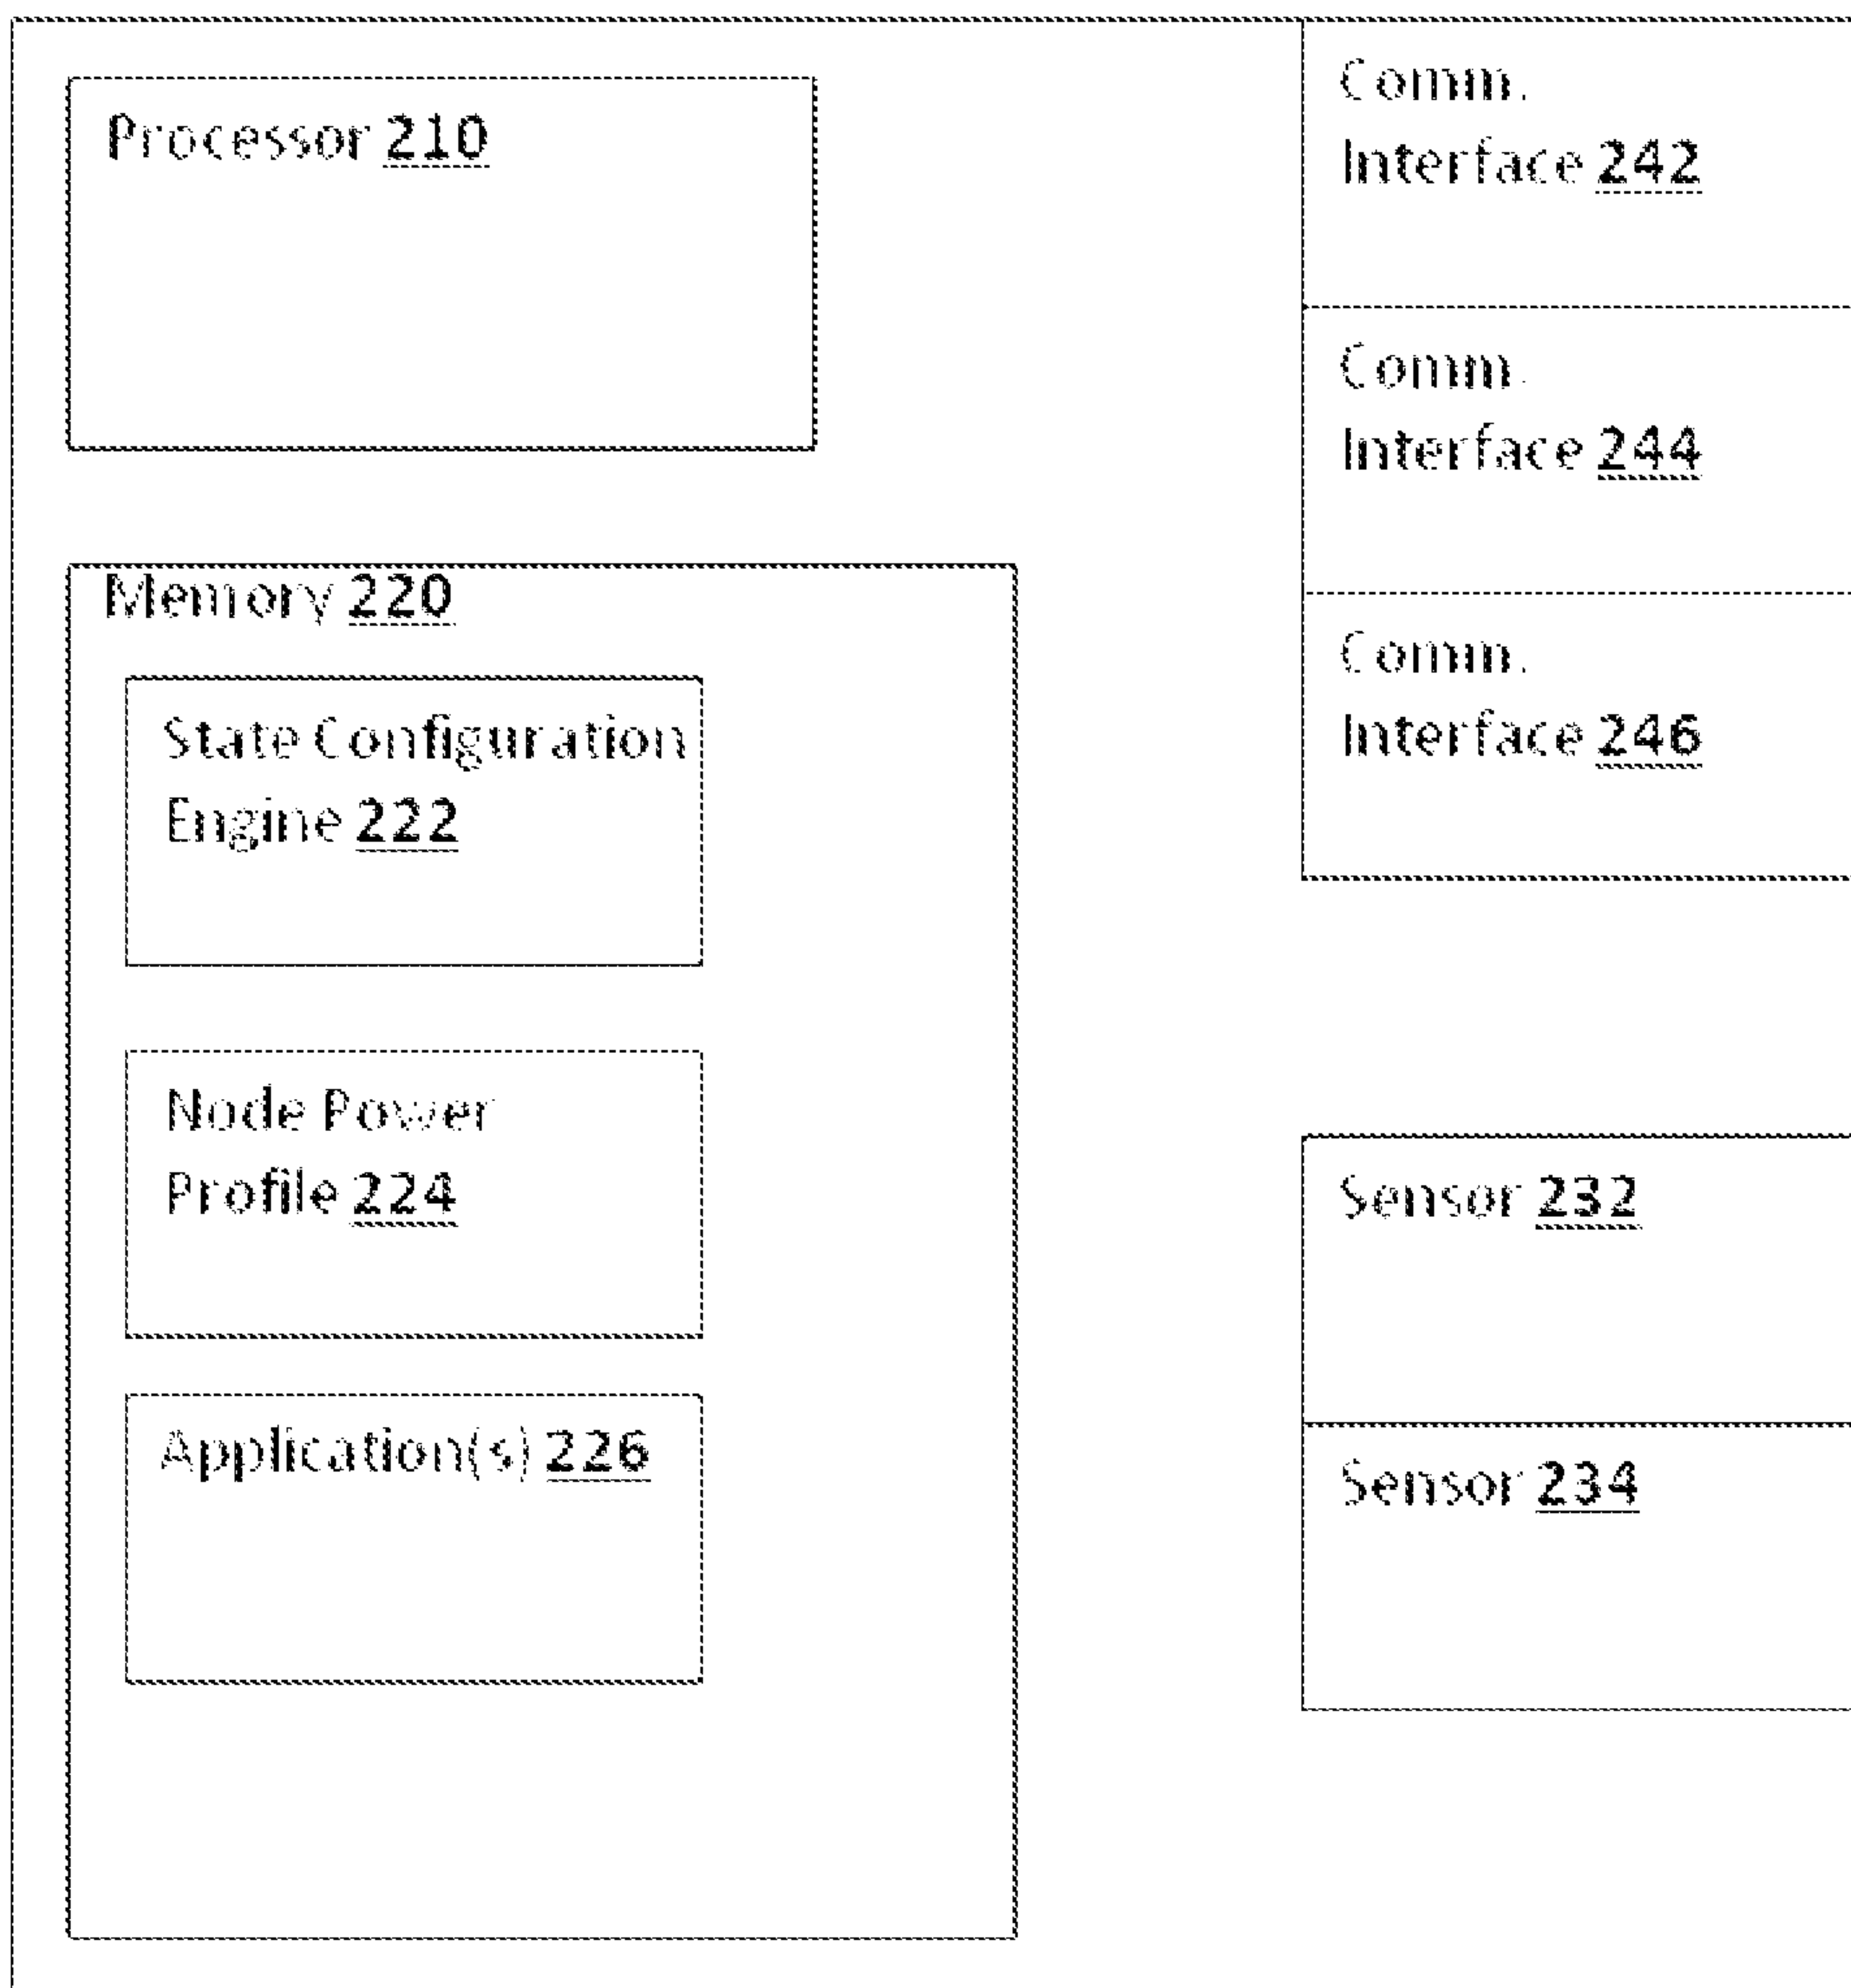 Processor 210
Memory 220
State Configuration
Engine 222
Node Power
Profile 224
Application(s) 226
Comm.
Interface 242
Comm.
Interface 244
Comm.
Interface 246
Sensor 232
Sensor 234